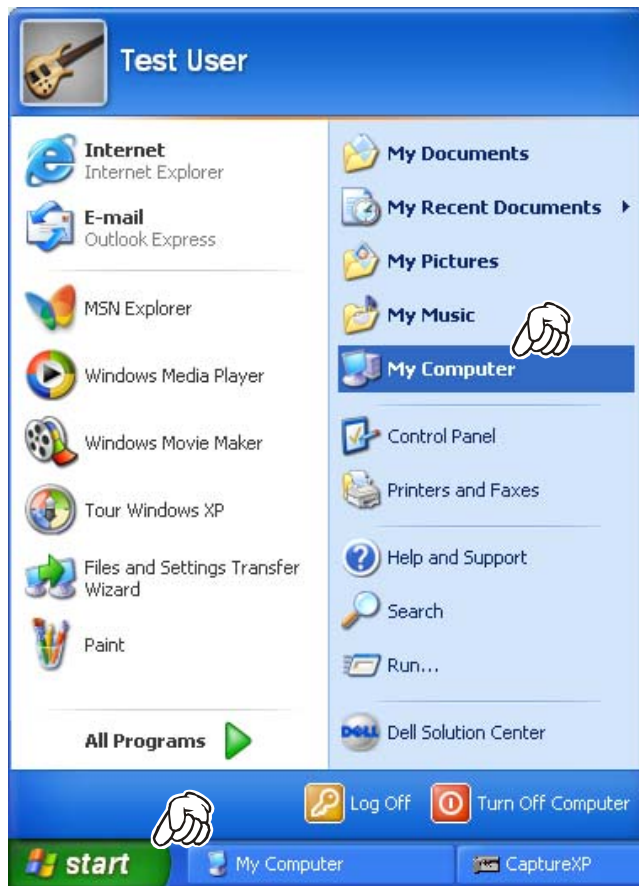 Test User
Internet
Internet Explorer
E-mail
Outlook Express
MSN Explorer
Windows Media Player
Windows Movie Maker
Tour Windows XP
Files and Settings Transfer
Wizard
Paint
All Programs
My Documents
My Recent Documents
My Pictures
My Music
My Computer
Control Panel
Printers and Faxes
Help and Support
Search
Run...
DELL Dell Solution Center
Log Off Turn Off Computer
start My Computer CaptureXP